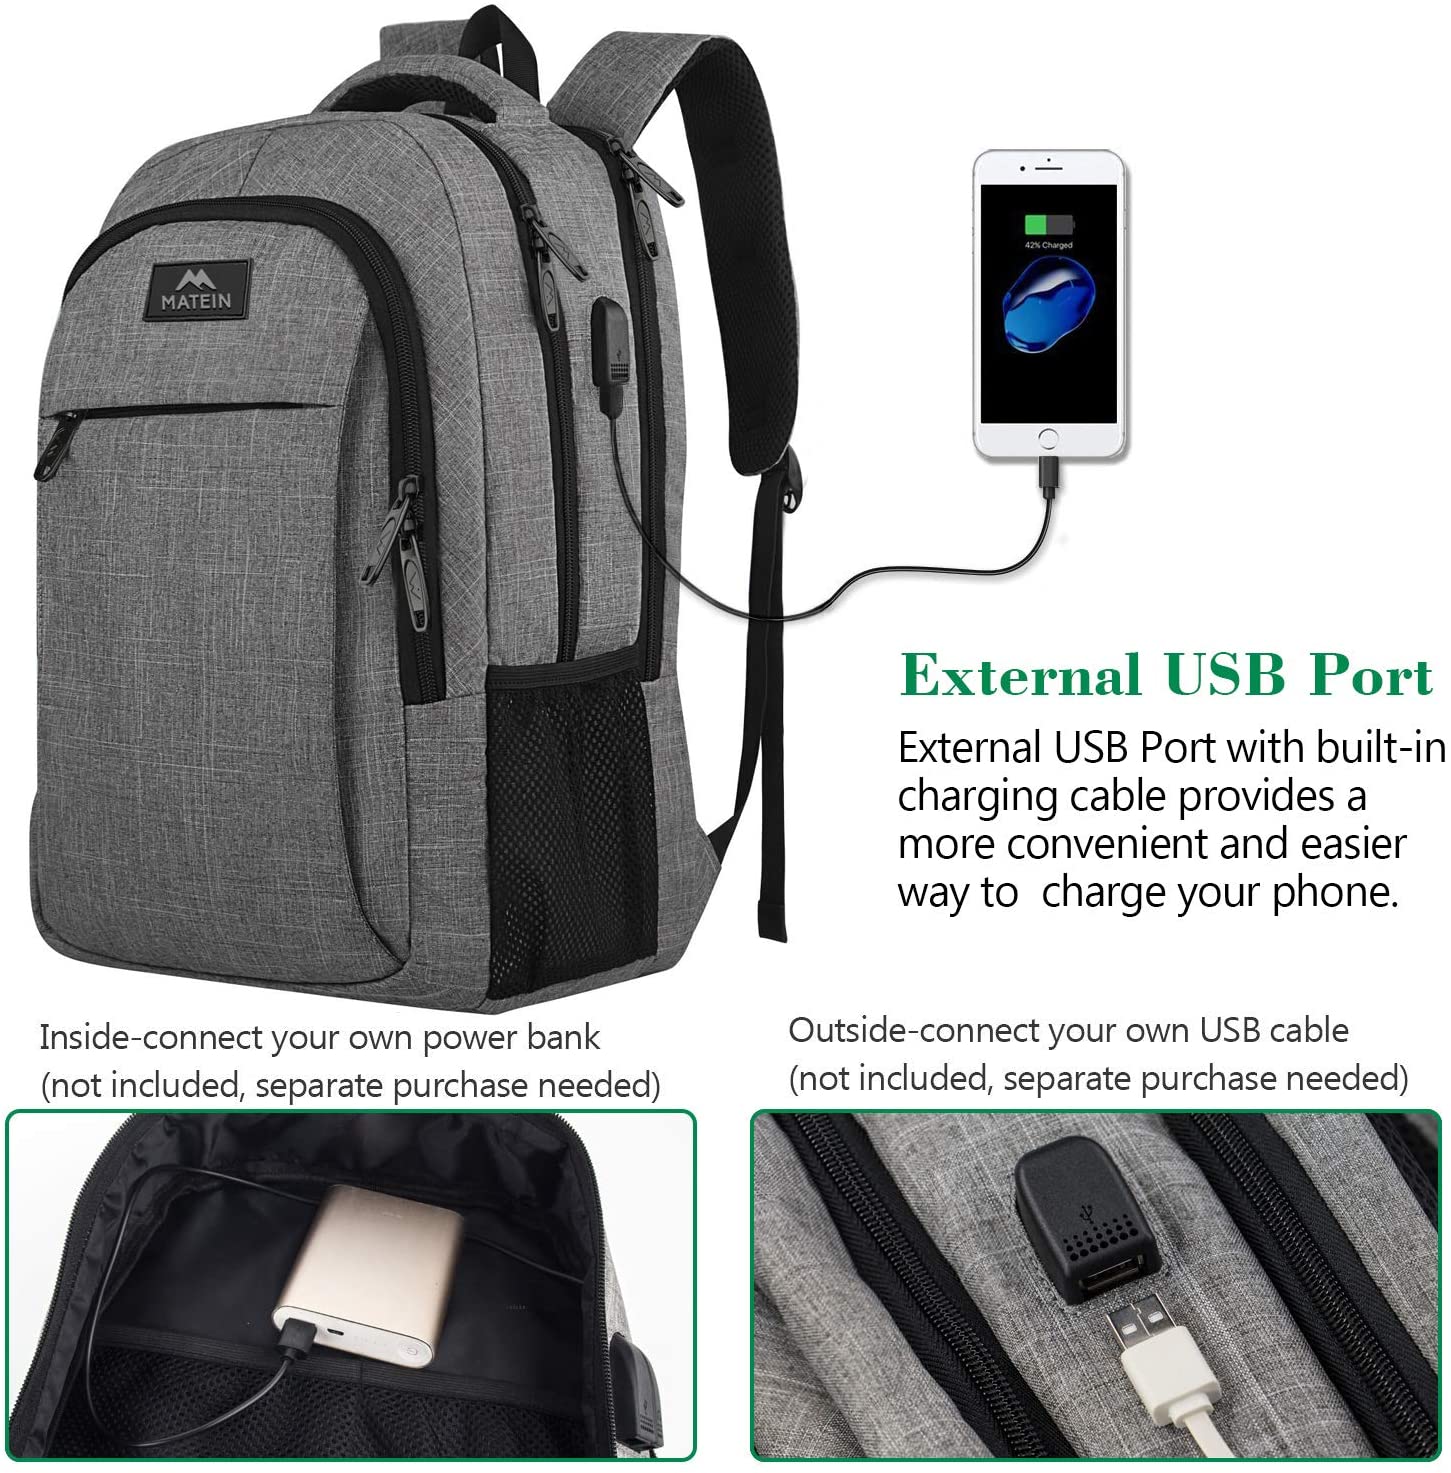 MATEIN
42% Charged
External USB Port
External USB Port with built-in
charging cable provides a
more convenient and easier
way to  charge your phone.
Inside-connect your own power bank
(not included, separate purchase needed)
Outside-connect your own USB cable
(not included, separate purchase needed)